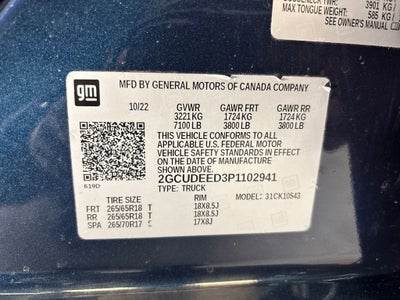 3901 KG
MAX TONGUE WEIGHT: 585 KG
SEE OWNER'S MANUAL
gm
MFD BY GENERAL MOTORS OF CANADA COMPANY
10/22 GVWR GAWR FRT GAWR RR
3221 KG 1724 KG 1724 KG
7100 LB 3800 LB 3800 LB
THIS VEHICLE CONFORMS TO ALL
APPLICABLE U.S. FEDERAL MOTOR
VEHICLE SAFETY STANDARDS IN EFFECT
ON THE DATE OF MANUFACTURE
2GCUDEED3P1102941
619D TYPE: TRUCK MODEL: 31CK10543
TIRE SIZE RIM
FRT 265/65R18 T 18X8.5J
RR 265/65R18 T 18X8.5J
SPA 265/70R17 S 17X8J